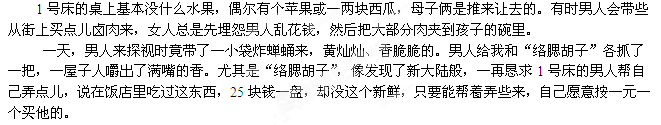 1 号床的桌上基本没什么水果，偶尔有个苹果或一两块西瓜，母子俩是推来让去的。有时男人会带些
从街上买点儿卤肉来，女人总是先埋怨男人乱花钱，然后把大部分肉夹到孩子的碗里。
一天，男人来探视时竟带了一小袋炸蝉蛹来，黄灿灿、香脆脆的。男人给我和“络腮胡子”各抓了
一把，一屋子人嚼出了满嘴的香。尤其是“络腮胡子”，像发现了新大陆般，一再恳求 1 号床的男人帮自
己弄点儿，说在饭店里吃过这东西，25 块钱一盘，却没这个新鲜，只要能帮着弄些来，自己愿意按一元一
个买他的。